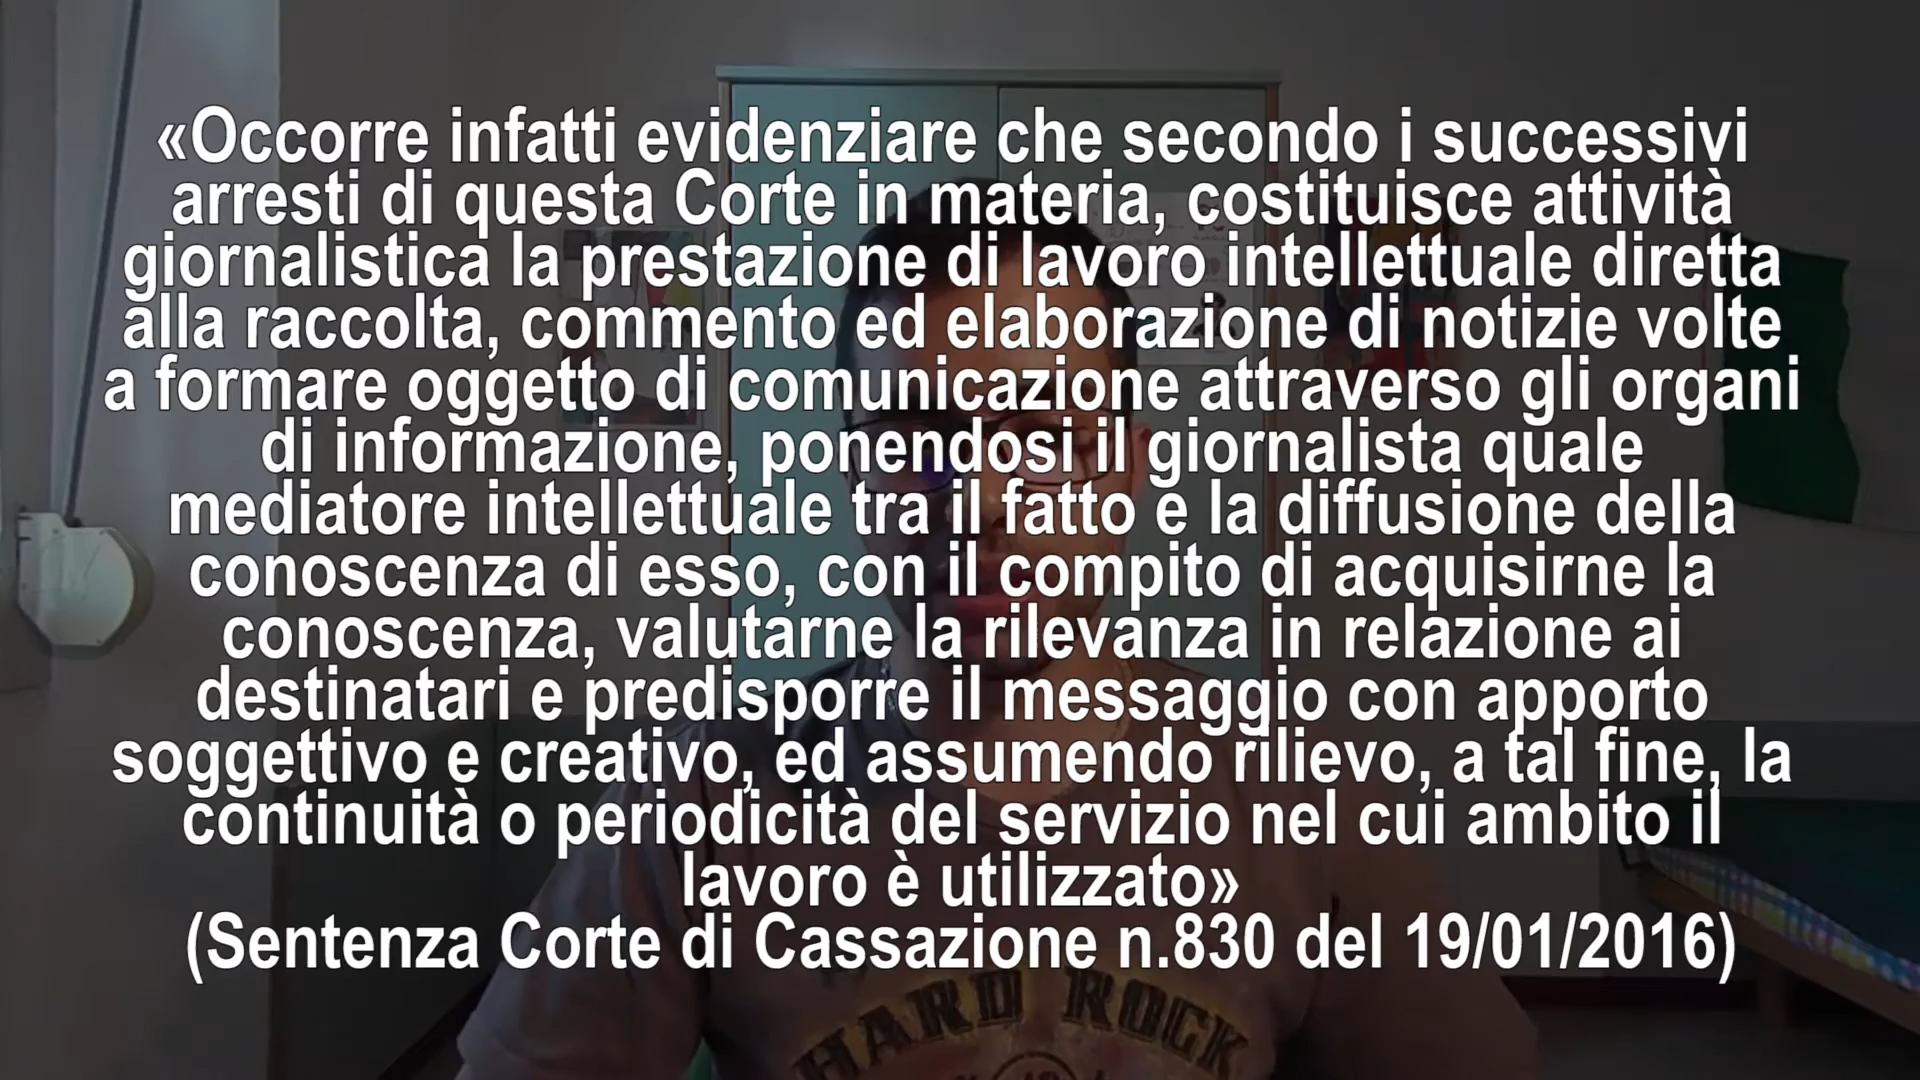 «Occorre infatti evidenziare che secondo i successivi
arresti di questa Corte in materia, costituisce attività
giornalistica la prestazione di lavoro intellettuale diretta
alla raccolta, commento ed elaborazione di notizie volte
a formare oggetto di comunicazione attraverso gli organi
di informazione, ponendosi il giornalista quale
mediatore intellettuale tra il fatto e la diffusione della
conoscenza di esso, con il compito di acquisirne la
conoscenza, valutarne la rilevanza in relazione ai
destinatari e predisporre il messaggio con apporto
soggettivo e creativo, ed assumendo rilievo, a tal fine, la
continuità o periodicità del servizio nel cui ambito il
lavoro è utilizzato»
(Sentenza Corte di Cassazione n.830 del 19/01/2016)
HARD ROCK